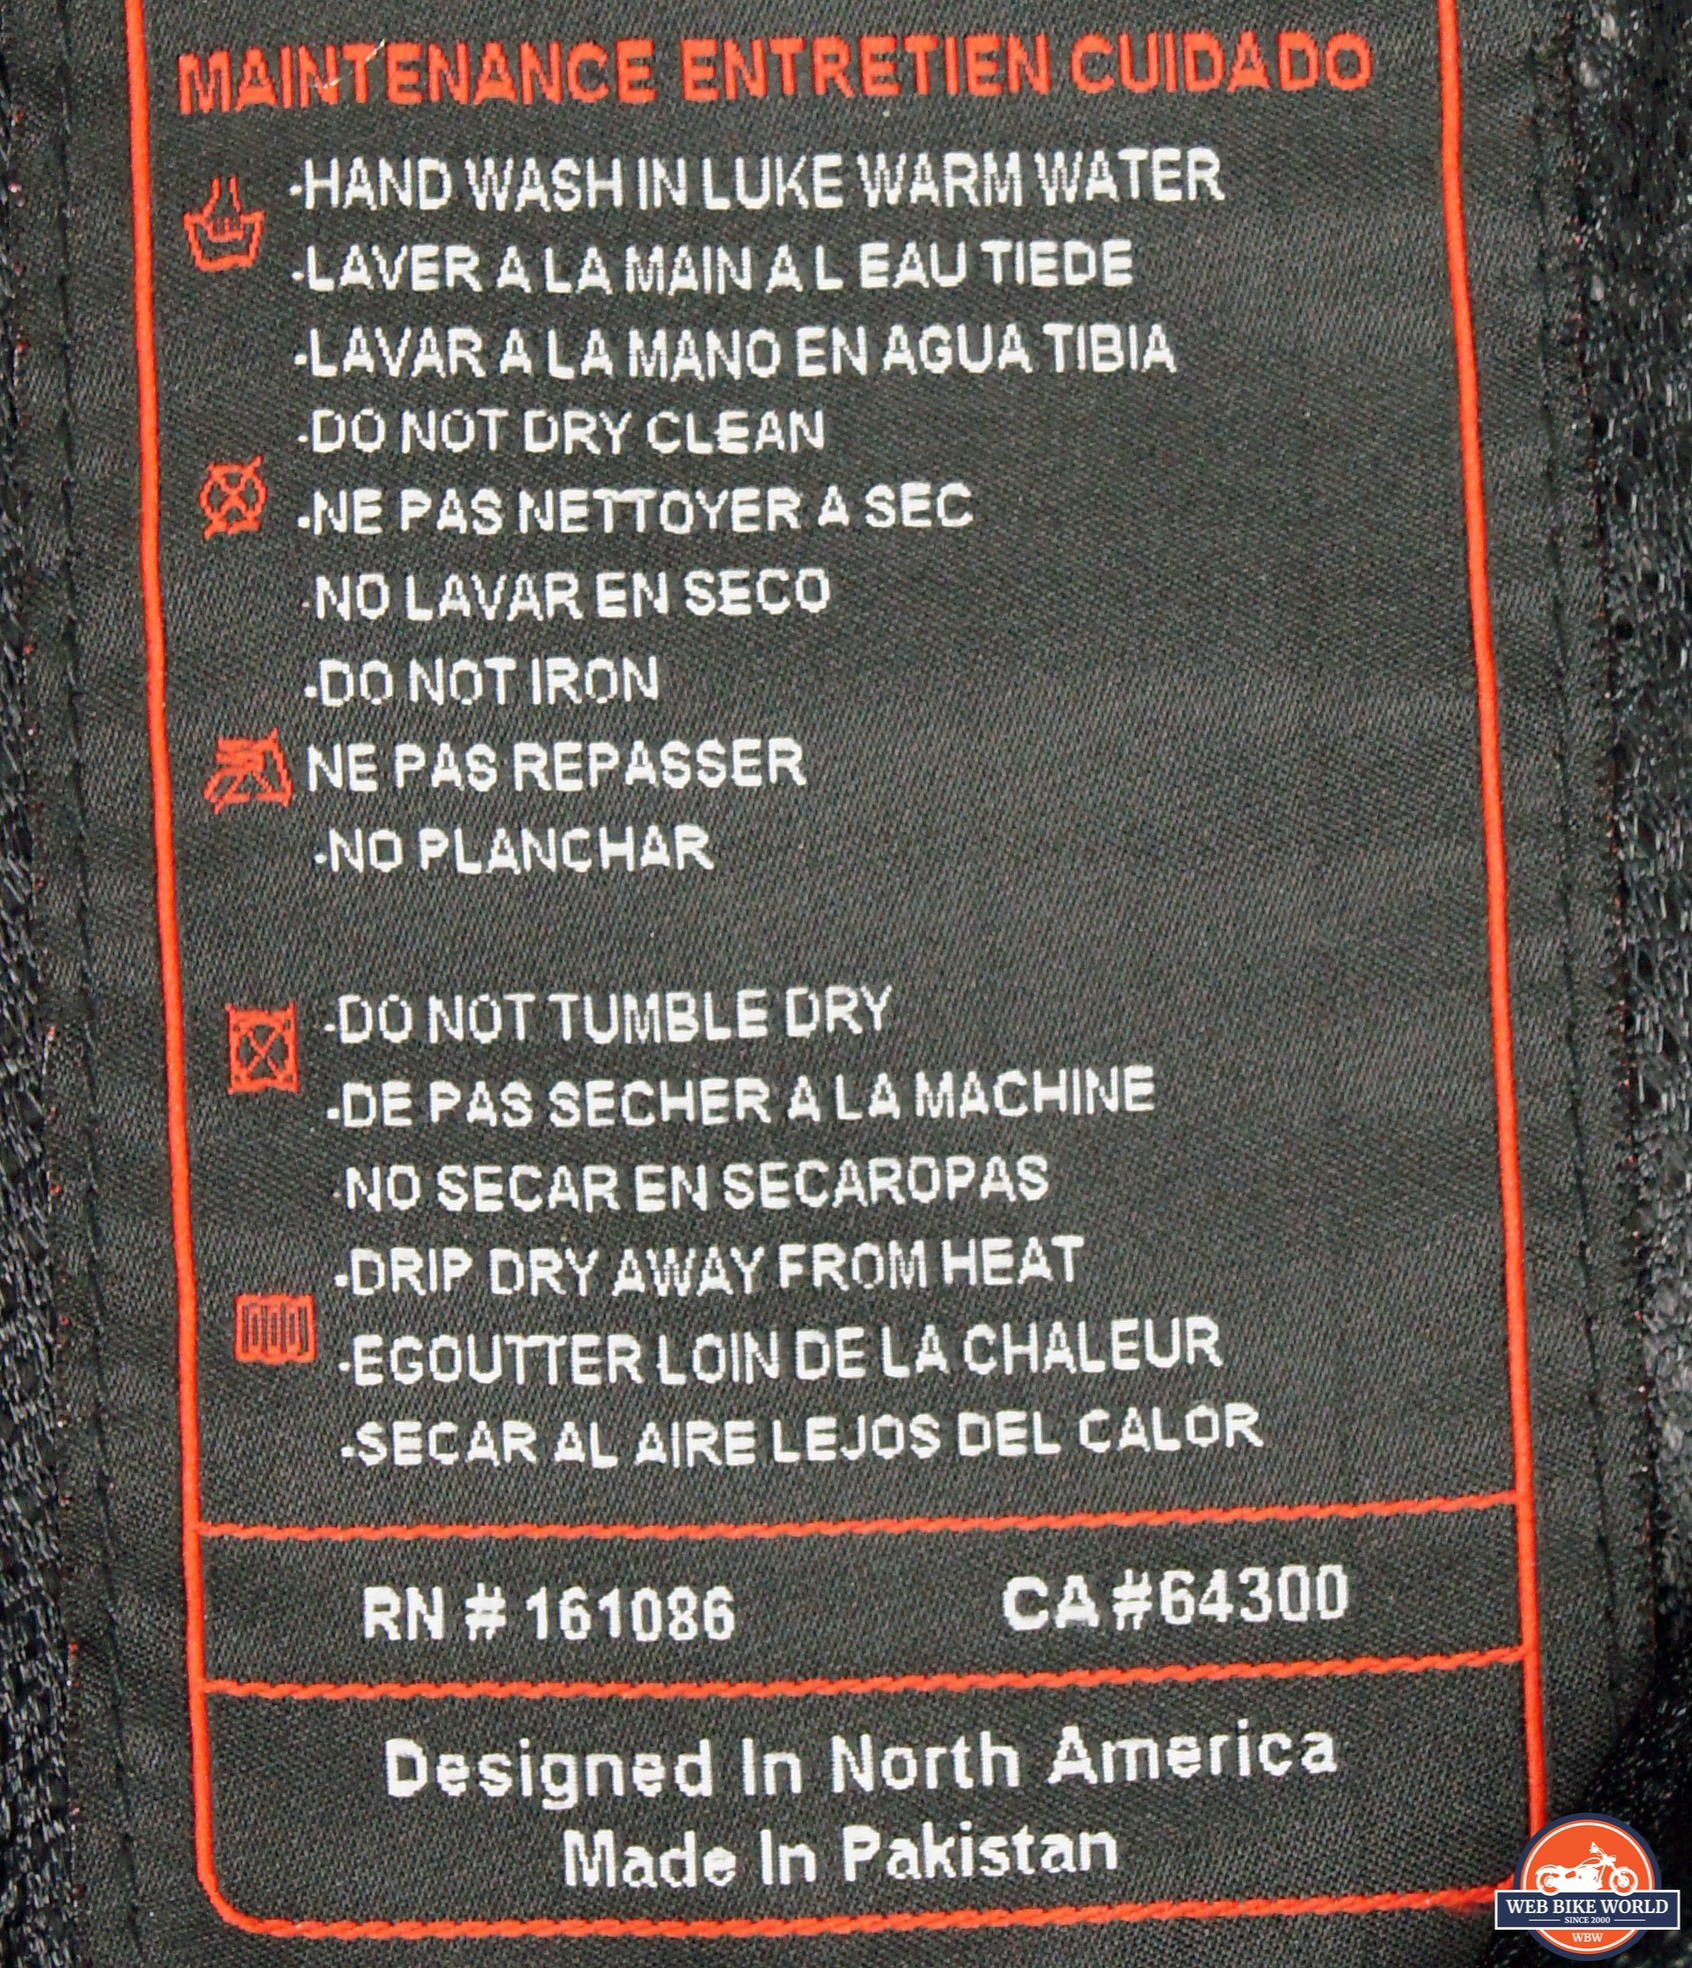 MAINTENANCE ENTRETIEN CUIDADO
-HAND WASH IN LUKE WARM WATER
-LAVER A LA MAIN A L EAU TIEDE
-LAVAR A LA MANO EN AGUA TIBIA
-DO NOT DRY CLEAN
-NE PAS NETTOYER A SEC
-NO LAVAR EN SECO
-DO NOT IRON
NE PAS REPASSER
-NO PLANCHAR
-DO NOT TUMBLE DRY
-DE PAS SECHER A LA MACHINE
-NO SECAR EN SECAROPAS
-DRIP DRY AWAY FROM HEAT
-EGOUTTER LOIN DE LA CHALEUR
-SECAR AL AIRE LEJOS DEL CALOR
RN # 161086 CA #64300
Designed In North America
Made In Pakistan
WEB BIKE WORLD
SINCE 2000
WBW